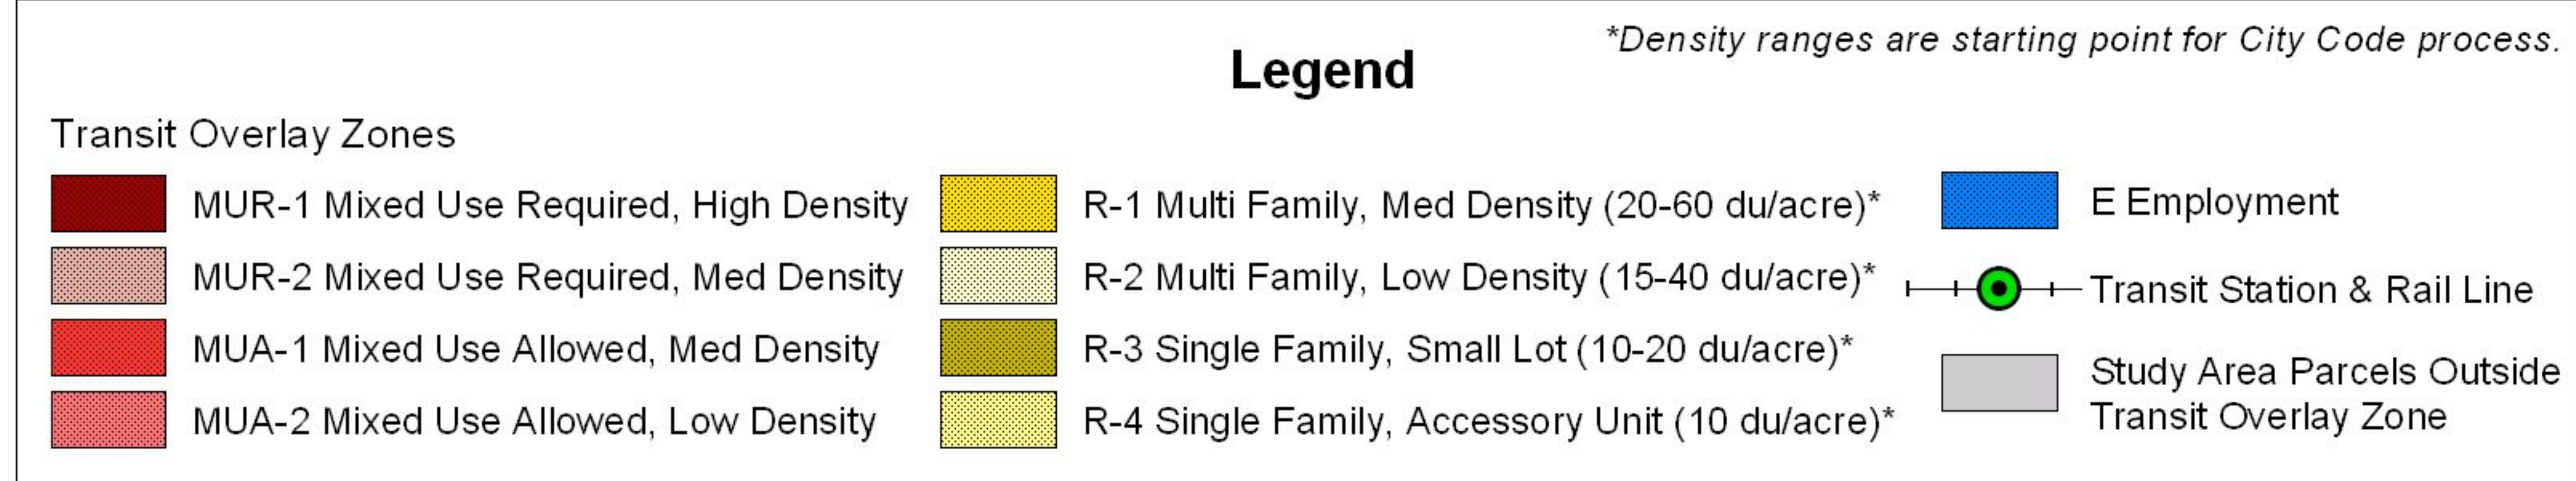 *Density ranges are starting point for City Code process.
Legend
Transit Overlay Zones
MUR-1 Mixed Use Required, High Density
MUR-2 Mixed Use Required, Med Density
MUA-1 Mixed Use Allowed, Med Density
MUA-2 Mixed Use Allowed, Low Density
R-1 Multi Family, Med Density (20-60 du/acre)*
R-2 Multi Family, Low Density (15-40 du/acre)*
R-3 Single Family, Small Lot (10-20 du/acre)*
R-4 Single Family, Accessory Unit (10 du/acre)*
E Employment
Transit Station & Rail Line
Study Area Parcels Outside
Transit Overlay Zone